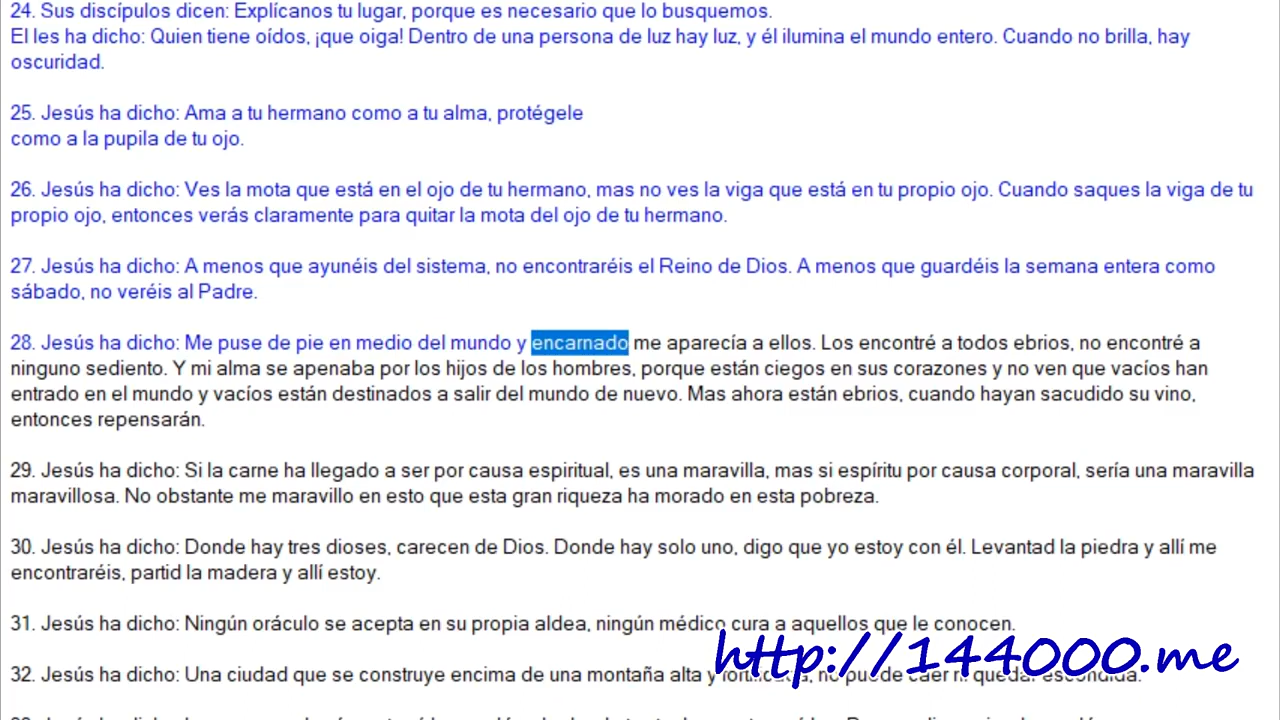 24. Sus discípulos dicen: Explícanos tu lugar, porque es necesario que lo busquemos.
El les ha dicho: Quien tiene oídos, ¡que oiga! Dentro de una persona de luz hay luz, y él ilumina el mundo entero. Cuando no brilla, hay
oscuridad.
25. Jesús ha dicho: Ama a tu hermano como a tu alma, protégele
como a la pupila de tu ojo.
26. Jesús ha dicho: Ves la mota que está en el ojo de tu hermano, mas no ves la viga que está en tu propio ojo. Cuando saques la viga de tu
propio ojo, entonces verás claramente para quitar la mota del ojo de tu hermano.
27. Jesús ha dicho: A menos que ayunéis del sistema, no encontraréis el Reino de Dios. A menos que guardéis la semana entera como
sábado, no veréis al Padre.
28. Jesús ha dicho: Me puse de pie en medio del mundo y encarnado me aparecía a ellos. Los encontré a todos ebrios, no encontré a
ninguno sediento. Y mi alma se apenaba por los hijos de los hombres, porque están ciegos en sus corazones y no ven que vacíos han
entrado en el mundo y vacíos están destinados a salir del mundo de nuevo. Mas ahora están ebrios, cuando hayan sacudido su vino,
entonces repensarán.
29. Jesús ha dicho: Si la carne ha llegado a ser por causa espiritual, es una maravilla, mas si espíritu por causa corporal, sería una maravilla
maravillosa. No obstante me maravillo en esto que esta gran riqueza ha morado en esta pobreza.
30. Jesús ha dicho: Donde hay tres dioses, carecen de Dios. Donde hay solo uno, digo que yo estoy con él. Levantad la piedra y allí me
encontraréis, partid la madera y allí estoy.
31. Jesús ha dicho: Ningún oráculo se acepta en su propia aldea, ningún médico cura a aquellos que le conocen.
32. Jesús ha dicho: Una ciudad que se construye encima de una montaña alta y fortificada, no puede caer ni quedar escondida.
http://144000.me